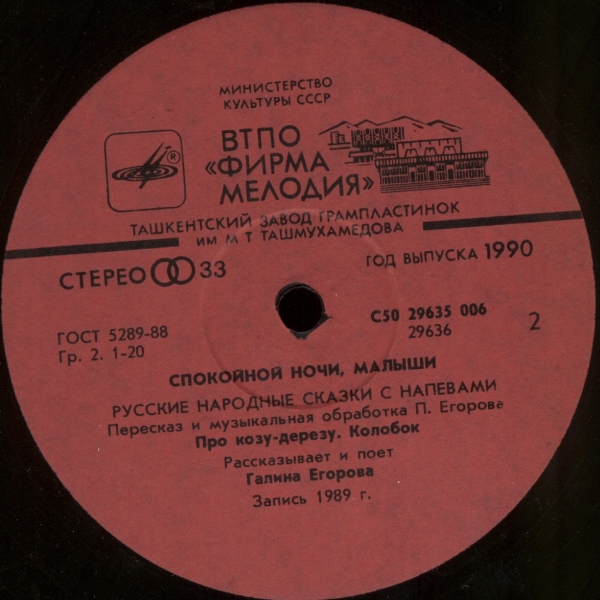 МИНИСТЕРСТВО
КУЛЬТУРЫ СССР
ВТПО
«ФИРМА
МЕЛОДИЯ»
®
ТАШКЕНТСКИЙ ЗАВОД ГРАМПЛАСТИНОК
ИМ М Т ТАШМУХАМЕДОВА
СТЕРЕО 33
ГОД ВЫПУСКА 1990
ГОСТ 5289-88
Гр. 2. 1-20
С50 29635 006
29636
2
СПОКОЙНОЙ НОЧИ, МАЛЫШИ
РУССКИЕ НАРОДНЫЕ СКАЗКИ С НАПЕВАМИ
Пересказ и музыкальная обработка П. Егорова
Про козу-дерезу. Колобок
Рассказывает и поет
Галина Егорова
Запись 1989 г.